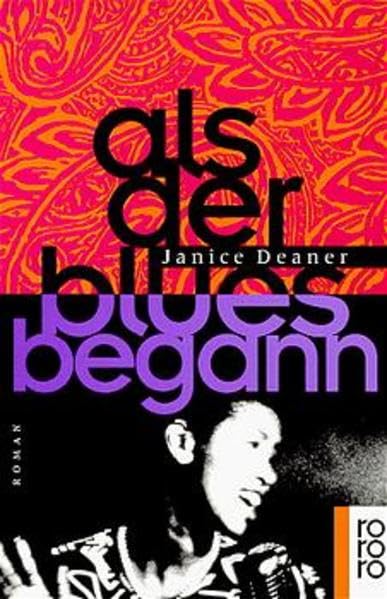 als
der
Janice Deaner
blues
begann
ROMAN
ro
ro
ro